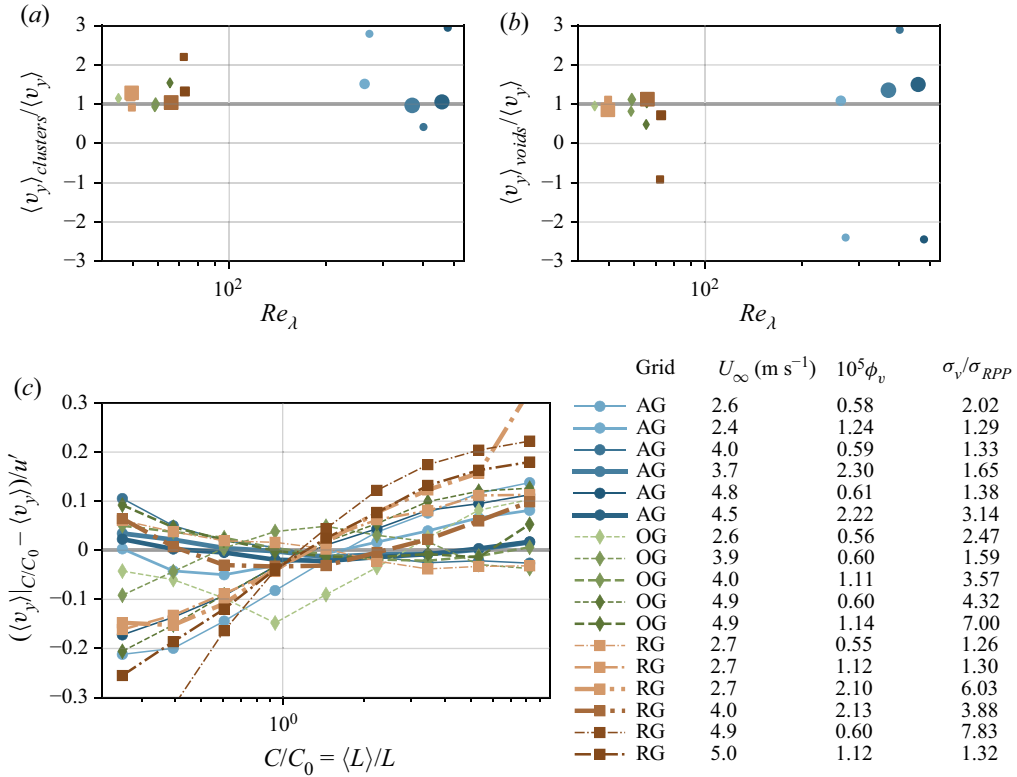 (a)
3
2
1
0
−1
−2
−3
⟨v_y⟩_clusters/⟨v_y⟩
10²
Re_λ
(b)
3
2
1
0
−1
−2
−3
⟨v_y⟩_voids/⟨v_y⟩
10²
Re_λ
(c)
0.3
0.2
0.1
0
−0.1
−0.2
−0.3
(⟨v_y⟩|C/C_0 − ⟨v_y⟩)/u′
10⁰
C/C_0 = ⟨L⟩/L
Grid U_∞ (m s⁻¹) 10⁵ϕ_v σ_v/σ_RPP
AG 2.6 0.58 2.02
AG 2.4 1.24 1.29
AG 4.0 0.59 1.33
AG 3.7 2.30 1.65
AG 4.8 0.61 1.38
AG 4.5 2.22 3.14
OG 2.6 0.56 2.47
OG 3.9 0.60 1.59
OG 4.0 1.11 3.57
OG 4.9 0.60 4.32
OG 4.9 1.14 7.00
RG 2.7 0.55 1.26
RG 2.7 1.12 1.30
RG 2.7 2.10 6.03
RG 4.0 2.13 3.88
RG 4.9 0.60 7.83
RG 5.0 1.12 1.32